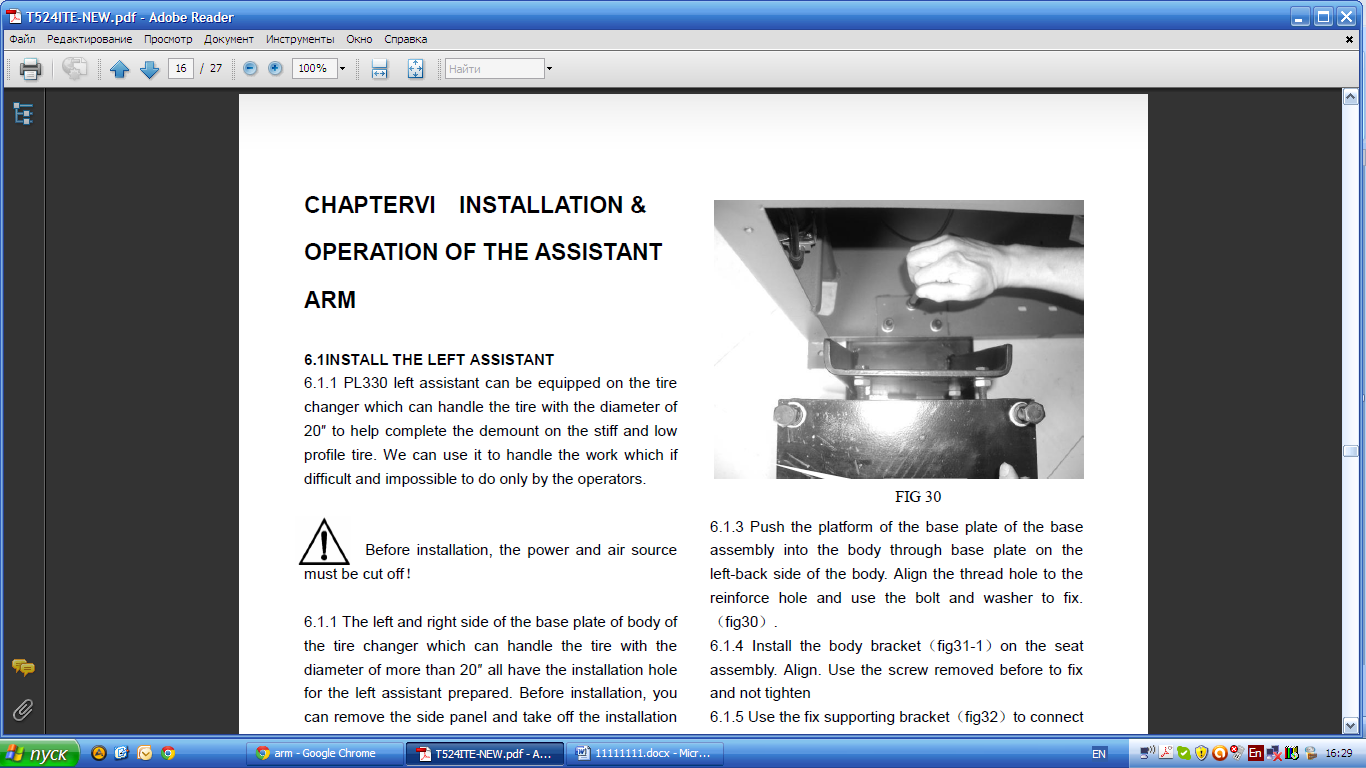 T524ITE-NEW.pdf - Adobe Reader
Файл Редактирование Просмотр Документ Инструменты Окно Справка
16 / 27 100% Найти
CHAPTERVI INSTALLATION &
OPERATION OF THE ASSISTANT
ARM
6.1INSTALL THE LEFT ASSISTANT
6.1.1 PL330 left assistant can be equipped on the tire
changer which can handle the tire with the diameter of
20″ to help complete the demount on the stiff and low
profile tire. We can use it to handle the work which if
difficult and impossible to do only by the operators.
Before installation, the power and air source
must be cut off！
6.1.1 The left and right side of the base plate of body of
the tire changer which can handle the tire with the
diameter of more than 20″ all have the installation hole
for the left assistant prepared. Before installation, you
can remove the side panel and take off the installation
FIG 30
6.1.3 Push the platform of the base plate of the base
assembly into the body through base plate on the
left-back side of the body. Align the thread hole to the
reinforce hole and use the bolt and washer to fix.
（fig30）.
6.1.4 Install the body bracket（fig31-1）on the seat
assembly. Align. Use the screw removed before to fix
and not tighten
6.1.5 Use the fix supporting bracket（fig32）to connect
пуск
arm - Google Chrome
T524ITE-NEW.pdf - A...
11111111.docx - Micr...
EN
En
16:29